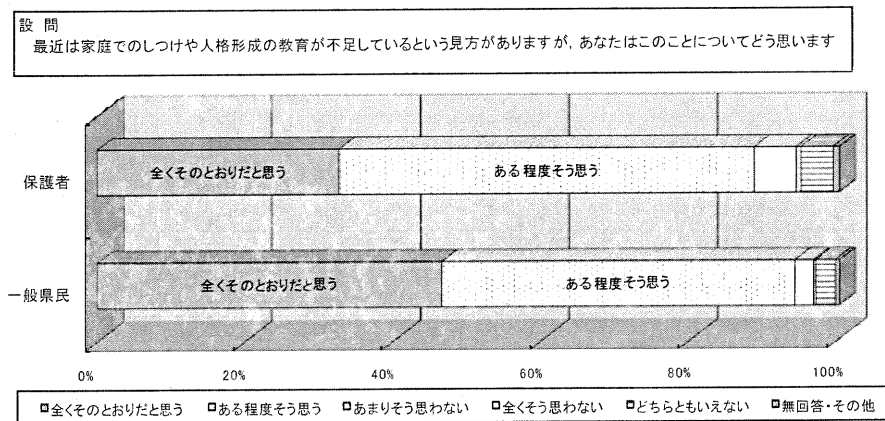 設 問
最近は家庭でのしつけや人格形成の教育が不足しているという見方がありますが，あなたはこのことについてどう思います
保護者
全くそのとおりだと思う
ある程度そう思う
一般県民
全くそのとおりだと思う
ある程度そう思う
0% 20% 40% 60% 80% 100%
全くそのとおりだと思う ある程度そう思う あまりそう思わない 全くそう思わない どちらともいえない 無回答・その他